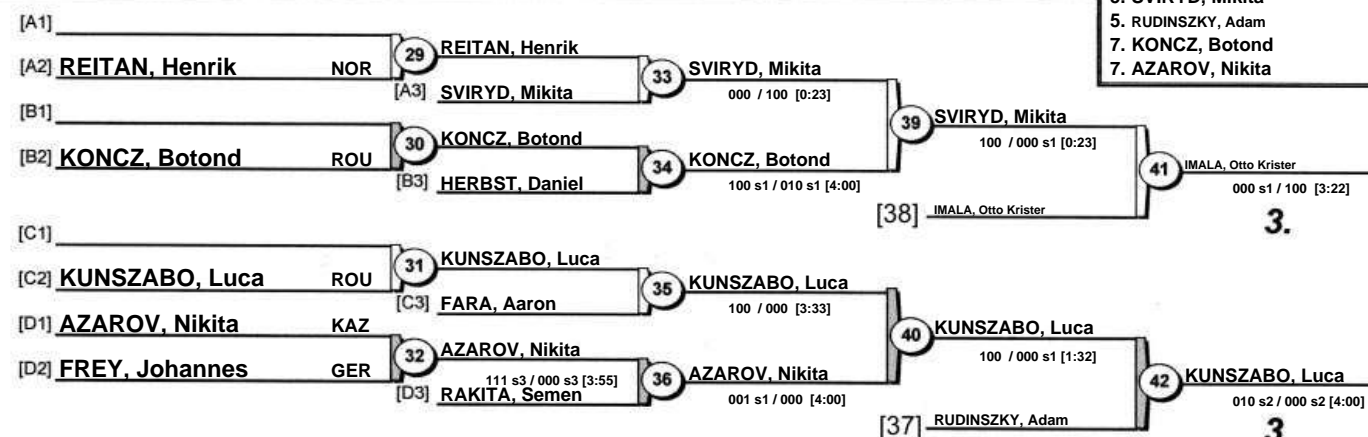 5. SVIRYD, Mikita
5. RUDINSZKY, Adam
7. KONCZ, Botond
7. AZAROV, Nikita
[A1]
[A2] REITAN, Henrik NOR
29
REITAN, Henrik
[A3] SVIRYD, Mikita
33
SVIRYD, Mikita
000 / 100 [0:23]
[B1]
[B2] KONCZ, Botond ROU
30
KONCZ, Botond
[B3] HERBST, Daniel
34
KONCZ, Botond
100 s1 / 010 s1 [4:00]
39
SVIRYD, Mikita
100 / 000 s1 [0:23]
[38] IMALA, Otto Krister
41
IMALA, Otto Krister
000 s1 / 100 [3:22]
3.
[C1]
[C2] KUNSZABO, Luca ROU
31
KUNSZABO, Luca
[C3] FARA, Aaron
35
KUNSZABO, Luca
100 / 000 [3:33]
[D1] AZAROV, Nikita KAZ
[D2] FREY, Johannes GER
32
AZAROV, Nikita
111 s3 / 000 s3 [3:55]
[D3] RAKITA, Semen
36
AZAROV, Nikita
001 s1 / 000 [4:00]
40
KUNSZABO, Luca
100 / 000 s1 [1:32]
[37] RUDINSZKY, Adam
42
KUNSZABO, Luca
010 s2 / 000 s2 [4:00]
3